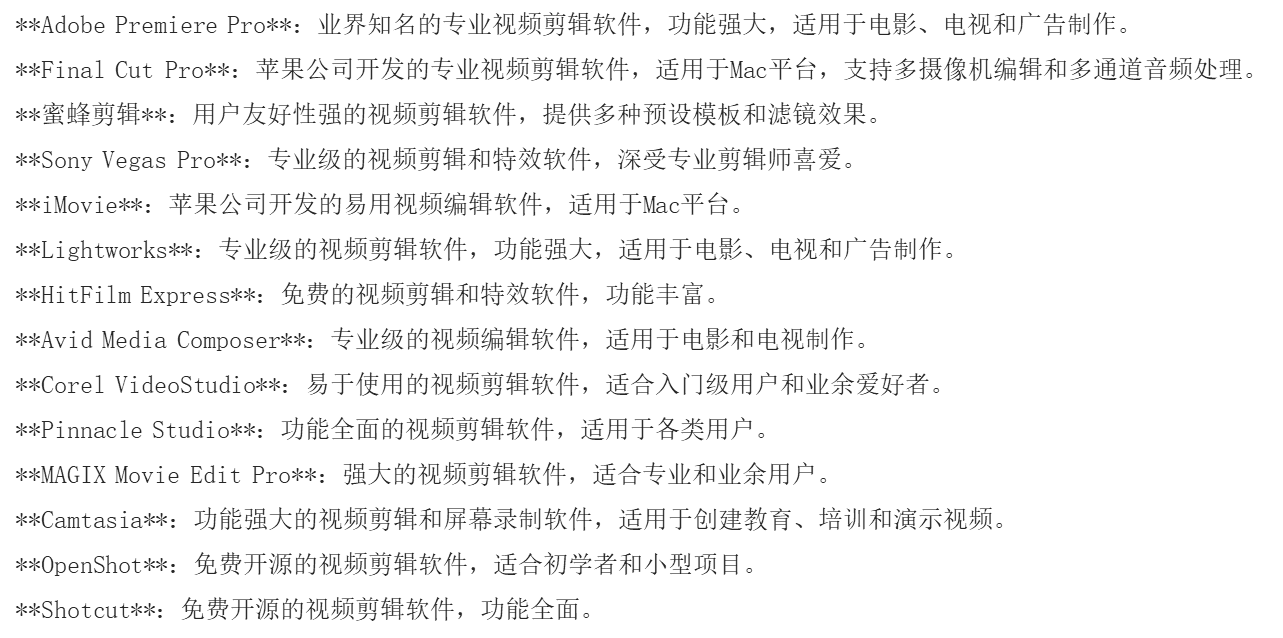 **Adobe Premiere Pro**：业界知名的专业视频剪辑软件，功能强大，适用于电影、电视和广告制作。
**Final Cut Pro**：苹果公司开发的专业视频剪辑软件，适用于Mac平台，支持多摄像机编辑和多通道音频处理。
**蜜蜂剪辑**：用户友好性强的视频剪辑软件，提供多种预设模板和滤镜效果。
**Sony Vegas Pro**：专业级的视频剪辑和特效软件，深受专业剪辑师喜爱。
**iMovie**：苹果公司开发的易用视频编辑软件，适用于Mac平台。
**Lightworks**：专业级的视频剪辑软件，功能强大，适用于电影、电视和广告制作。
**HitFilm Express**：免费的视频剪辑和特效软件，功能丰富。
**Avid Media Composer**：专业级的视频编辑软件，适用于电影和电视制作。
**Corel VideoStudio**：易于使用的视频剪辑软件，适合入门级用户和业余爱好者。
**Pinnacle Studio**：功能全面的视频剪辑软件，适用于各类用户。
**MAGIX Movie Edit Pro**：强大的视频剪辑软件，适合专业和业余用户。
**Camtasia**：功能强大的视频剪辑和屏幕录制软件，适用于创建教育、培训和演示视频。
**OpenShot**：免费开源的视频剪辑软件，适合初学者和小型项目。
**Shotcut**：免费开源的视频剪辑软件，功能全面。